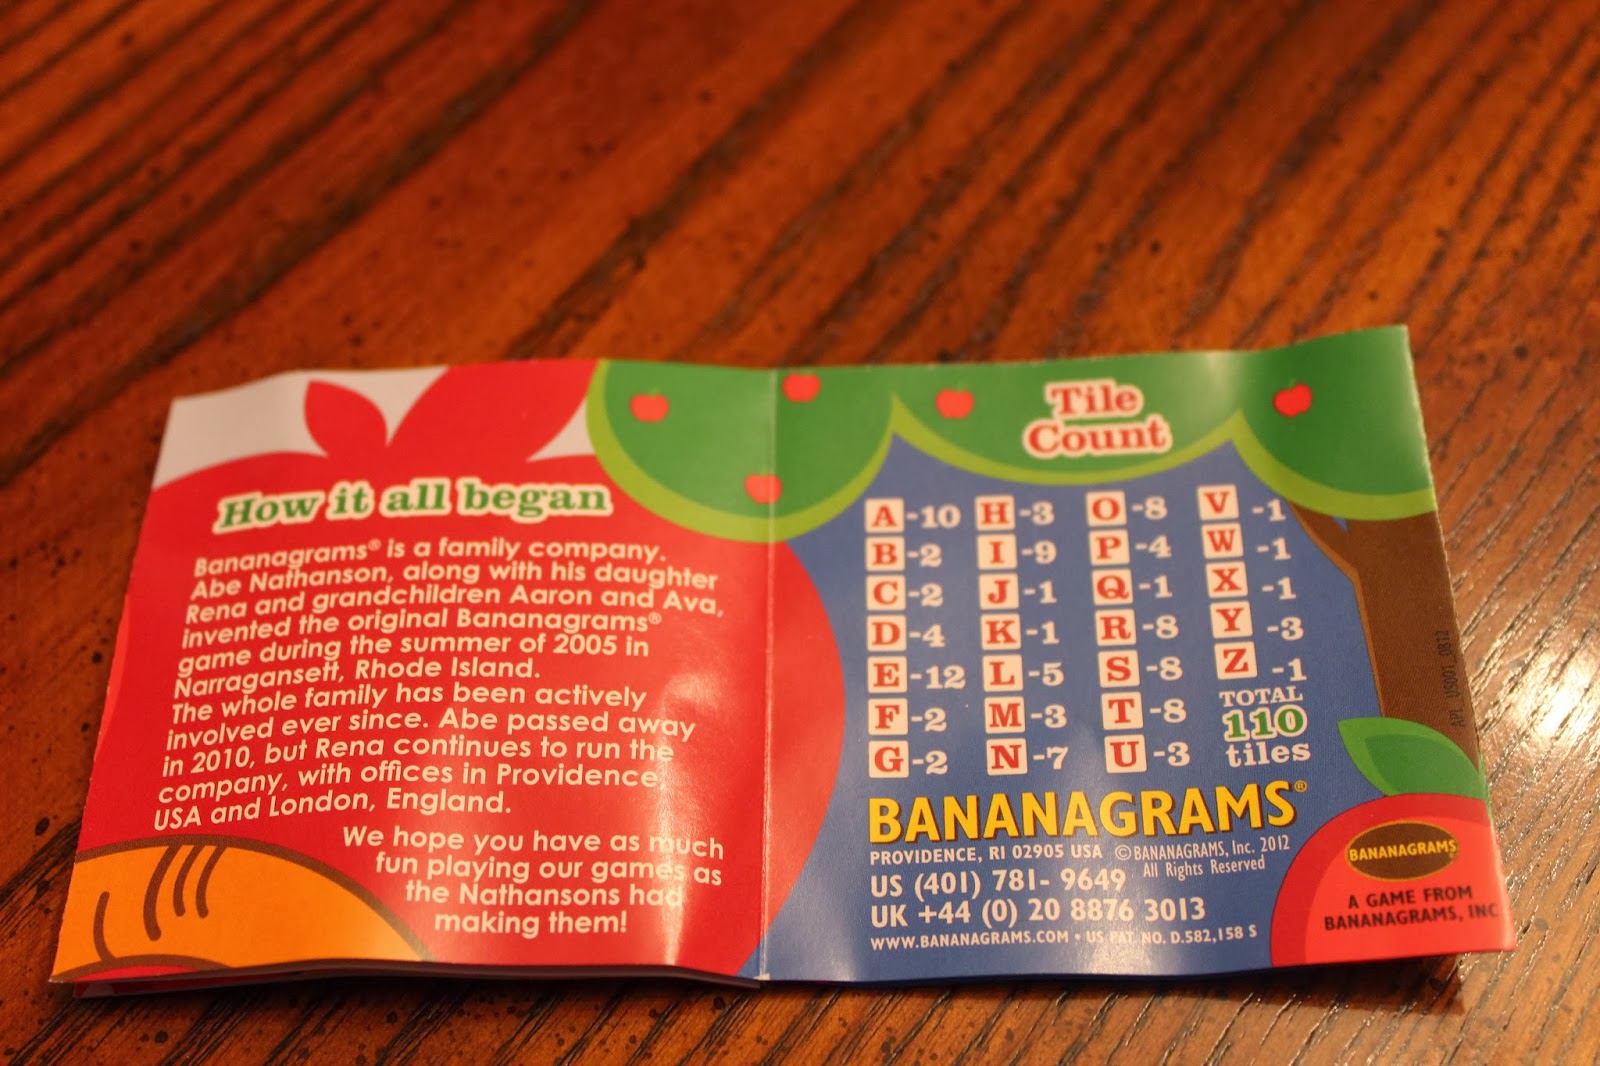 How it all began
Bananagrams® is a family company.
Abe Nathanson, along with his daughter
Rena and grandchildren Aaron and Ava,
invented the original Bananagrams®
game during the summer of 2005 in
Narragansett, Rhode Island.
The whole family has been actively
involved ever since. Abe passed away
in 2010, but Rena continues to run the
company, with offices in Providence,
USA and London, England.
We hope you have as much
fun playing our games as
the Nathansons had
making them!
Tile
Count
A -10 H -3 O -8 V -1
B -2 I -9 P -4 W -1
C -2 J -1 Q -1 X -1
D -4 K -1 R -8 Y -3
E -12 L -5 S -8 Z -1
F -2 M -3 T -8 TOTAL
G -2 N -7 U -3 110
tiles
BANANAGRAMS®
PROVIDENCE, RI 02905 USA © BANANAGRAMS, Inc. 2012
All Rights Reserved
US (401) 781- 9649
UK +44 (0) 20 8876 3013
WWW.BANANAGRAMS.COM • US PAT. NO. D.582,158 S
BANANAGRAMS
A GAME FROM
BANANAGRAMS, INC
API_US001_0812